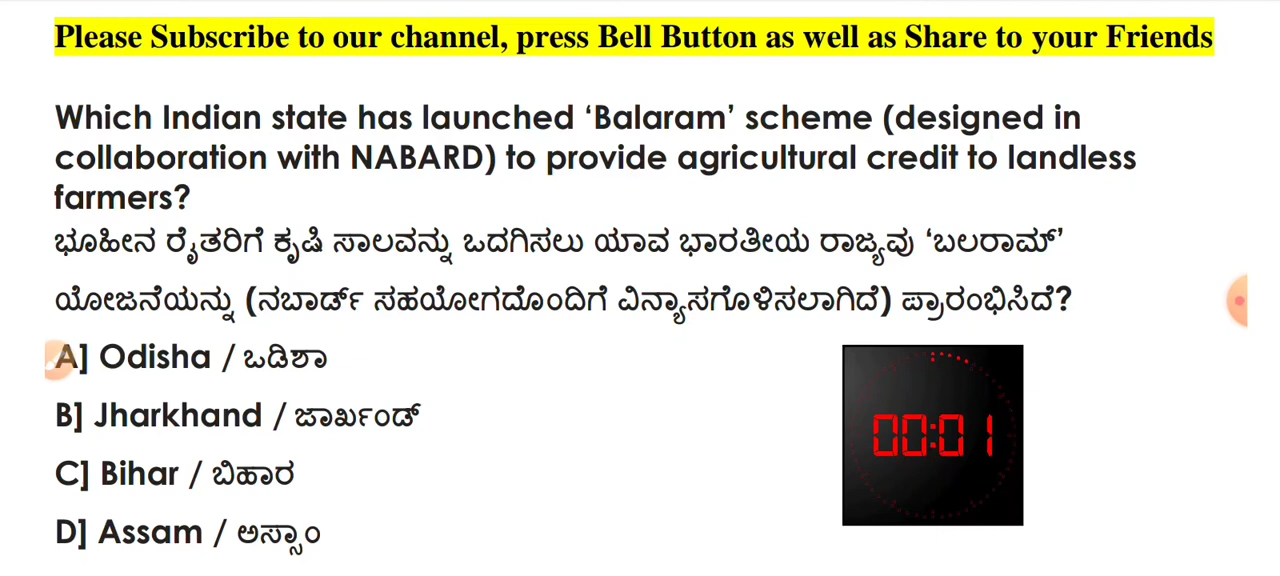 Please Subscribe to our channel, press Bell Button as well as Share to your Friends
Which Indian state has launched ‘Balaram’ scheme (designed in
collaboration with NABARD) to provide agricultural credit to landless
farmers?
ಭೂಹೀನ ರೈತರಿಗೆ ಕೃಷಿ ಸಾಲವನ್ನು ಒದಗಿಸಲು ಯಾವ ಭಾರತೀಯ ರಾಜ್ಯವು ‘ಬಲರಾಮ್’
ಯೋಜನೆಯನ್ನು (ನಬಾರ್ಡ್ ಸಹಯೋಗದೊಂದಿಗೆ ವಿನ್ಯಾಸಗೊಳಿಸಲಾಗಿದೆ) ಪ್ರಾರಂಭಿಸಿದೆ?
A] Odisha / ಒಡಿಶಾ
B] Jharkhand / ಜಾರ್ಖಂಡ್
C] Bihar / ಬಿಹಾರ
D] Assam / ಅಸ್ಸಾಂ
00:01